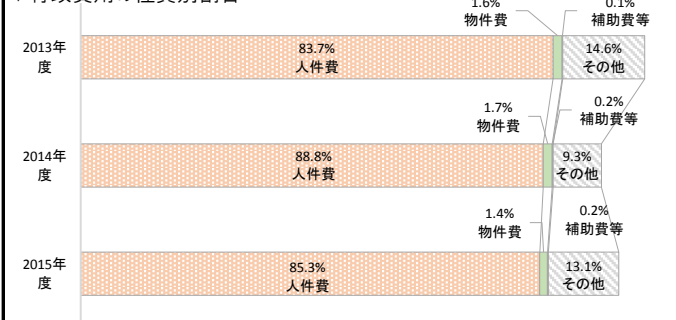 1.6%
物件費
0.1%
補助費等
2013年
度
83.7%
人件費
14.6%
その他
1.7%
物件費
0.2%
補助費等
2014年
度
88.8%
人件費
9.3%
その他
1.4%
物件費
0.2%
補助費等
2015年
度
85.3%
人件費
13.1%
その他